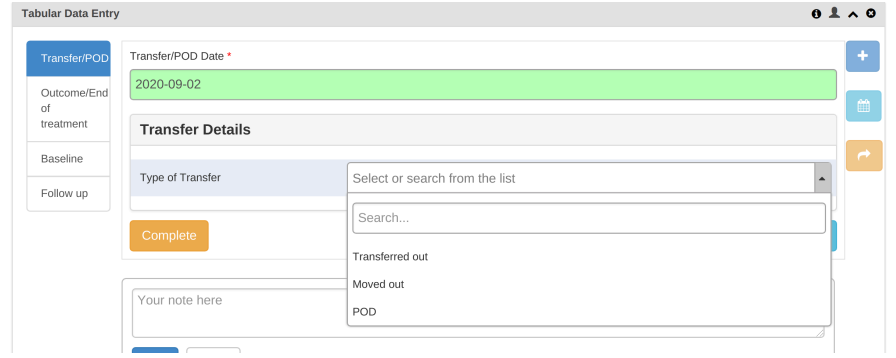 Tabular Data Entry
Transfer/POD
Outcome/End
of
treatment
Baseline
Follow up
Transfer/POD Date *
2020-09-02
Transfer Details
Type of Transfer
Select or search from the list
Search...
Transferred out
Moved out
POD
Complete
Your note here